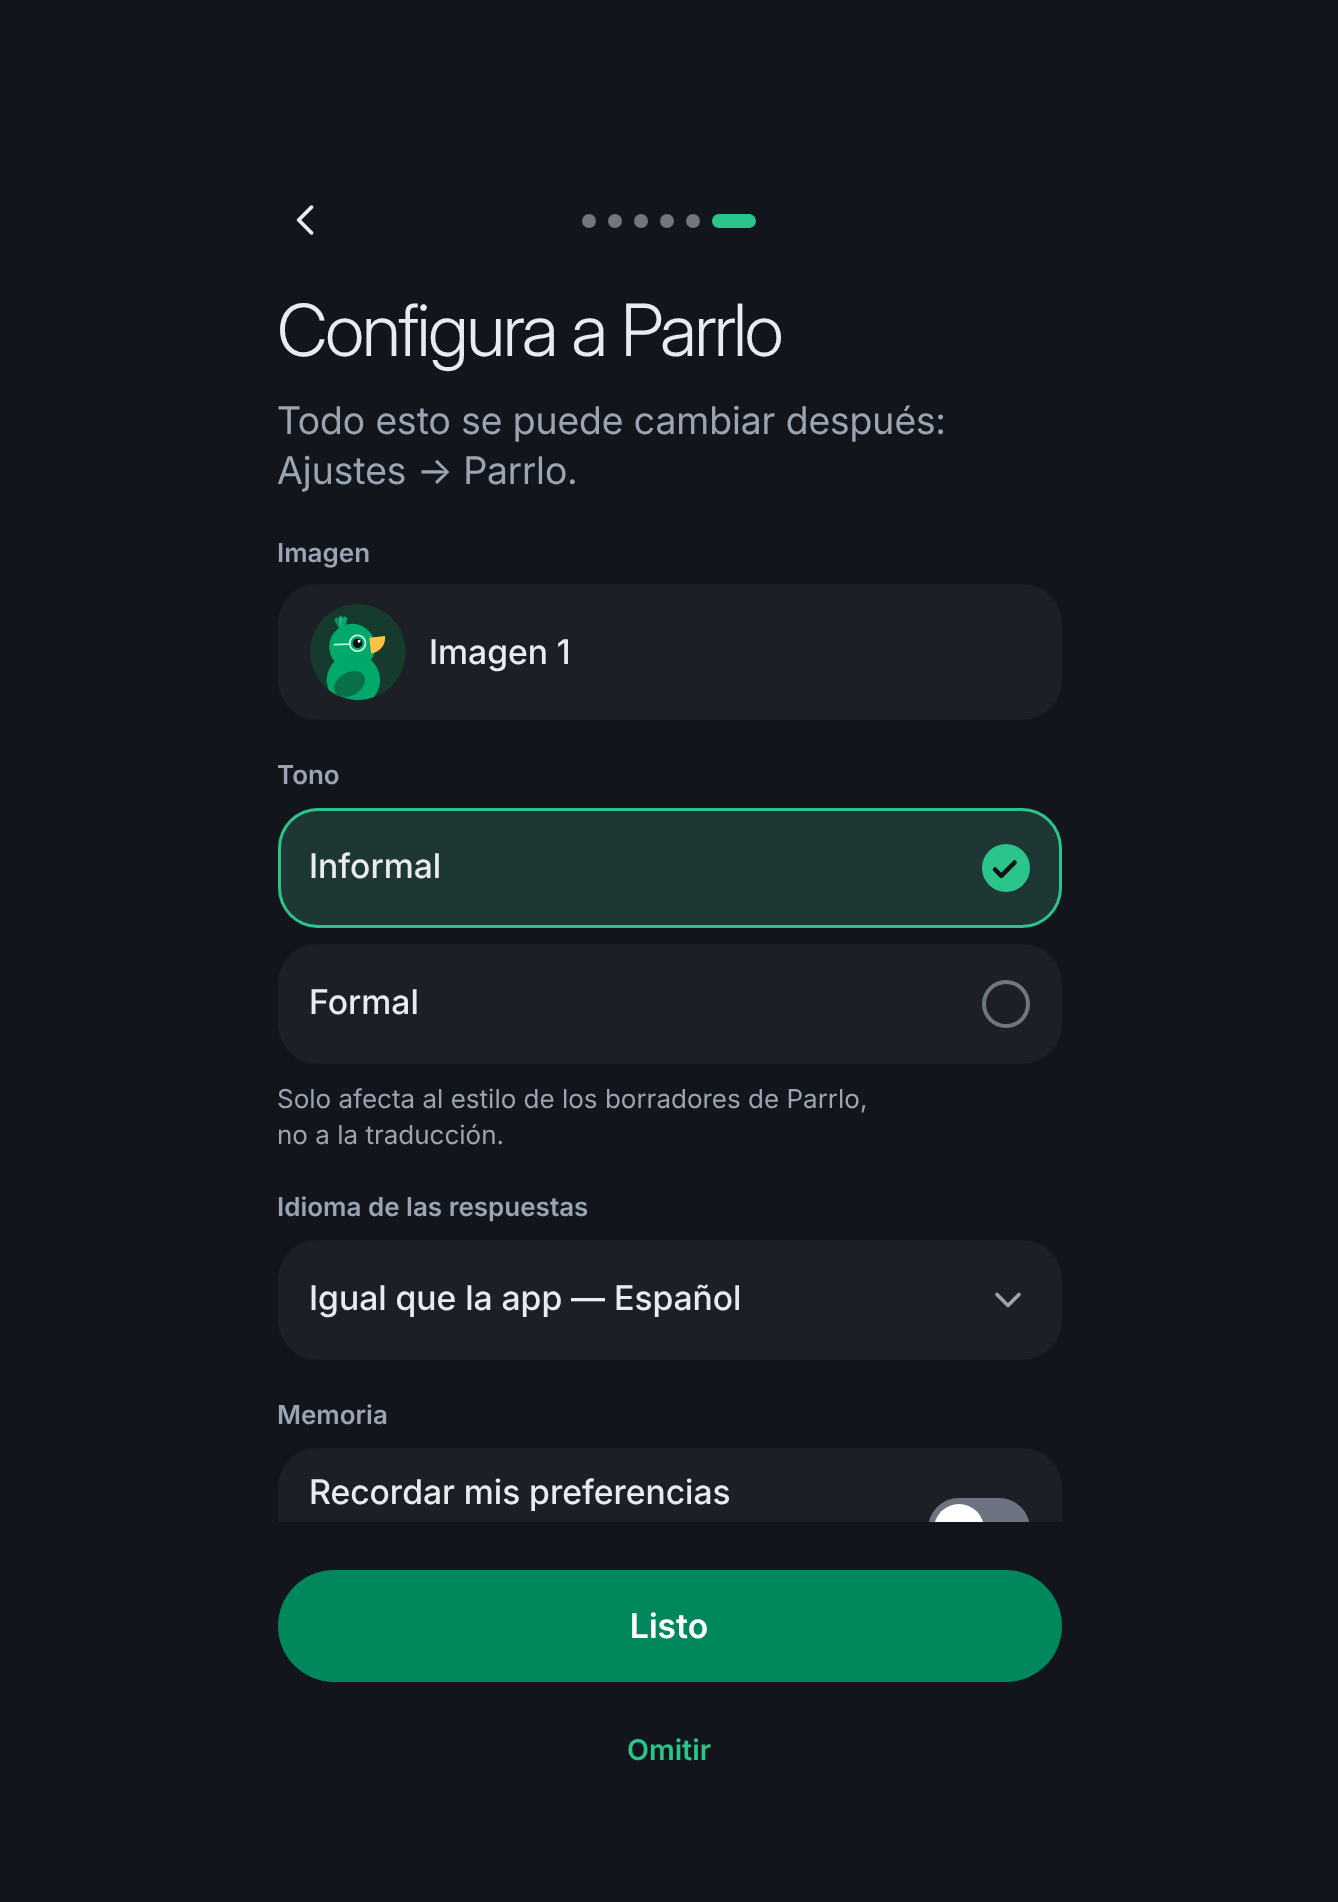 Configura a Parrlo
Todo esto se puede cambiar después:
Ajustes → Parrlo.
Imagen
Imagen 1
Tono
Informal
Formal
Solo afecta al estilo de los borradores de Parrlo,
no a la traducción.
Idioma de las respuestas
Igual que la app — Español
Memoria
Recordar mis preferencias
Listo
Omitir